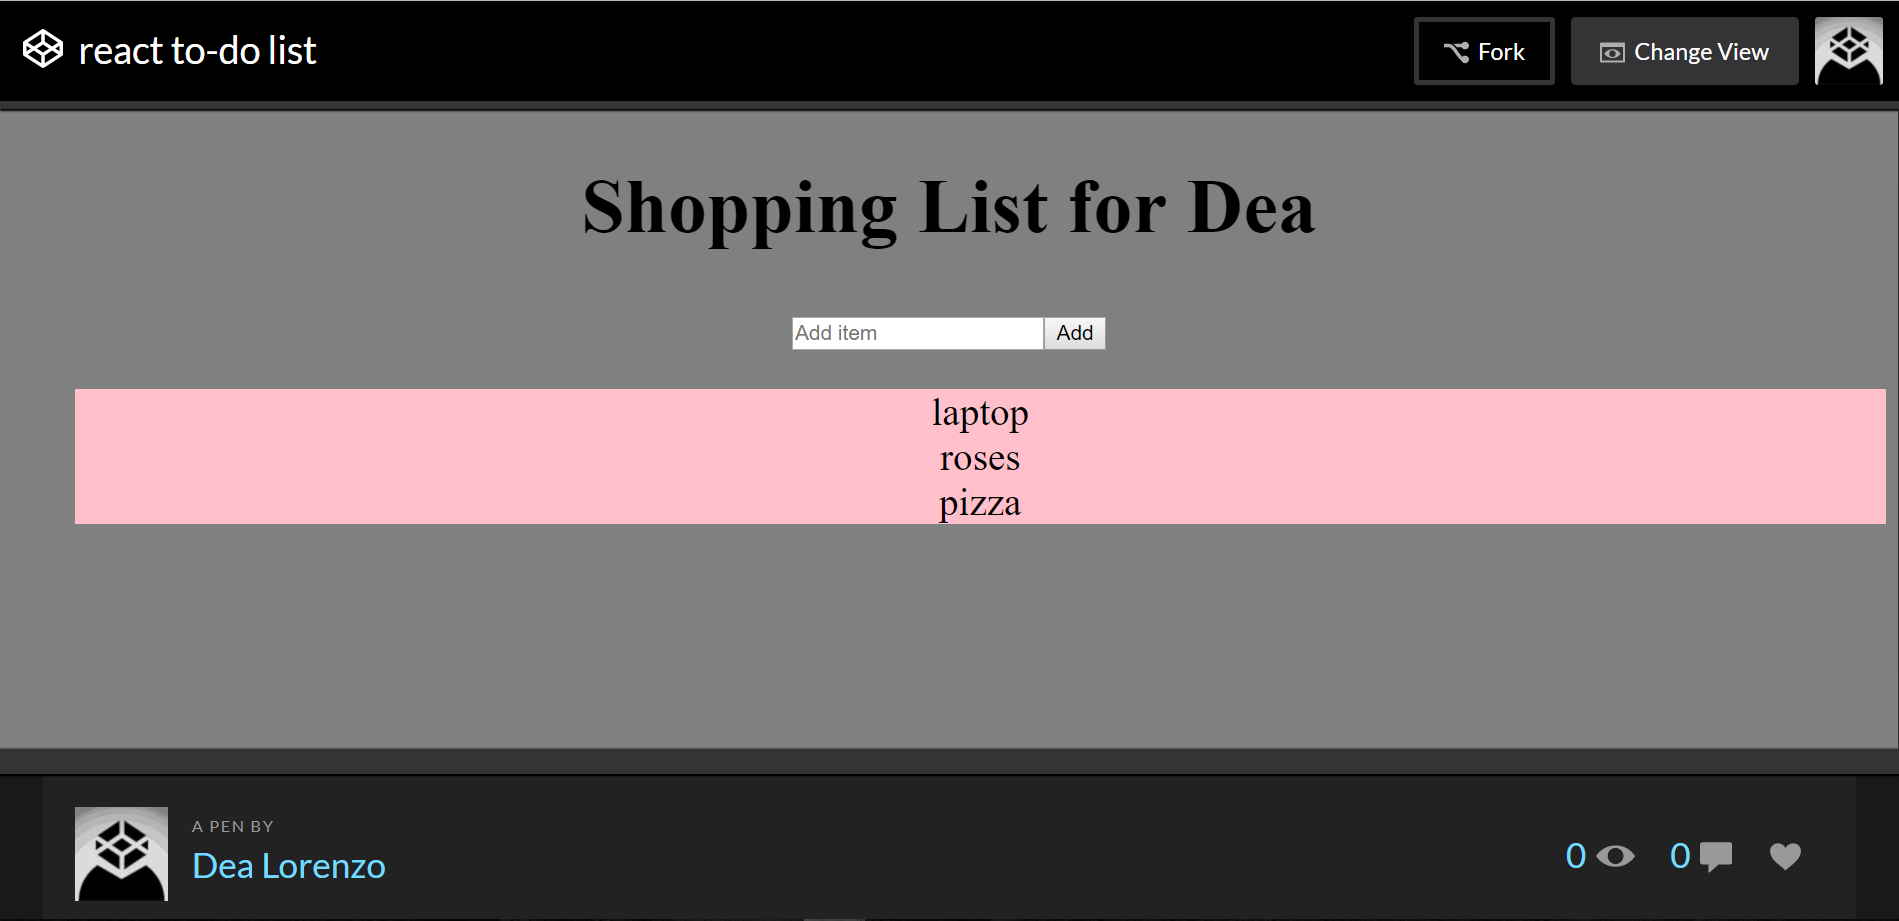 react to-do list
Fork
Change View
Shopping List for Dea
Add item
Add
laptop
roses
pizza
A PEN BY
Dea Lorenzo
0
0